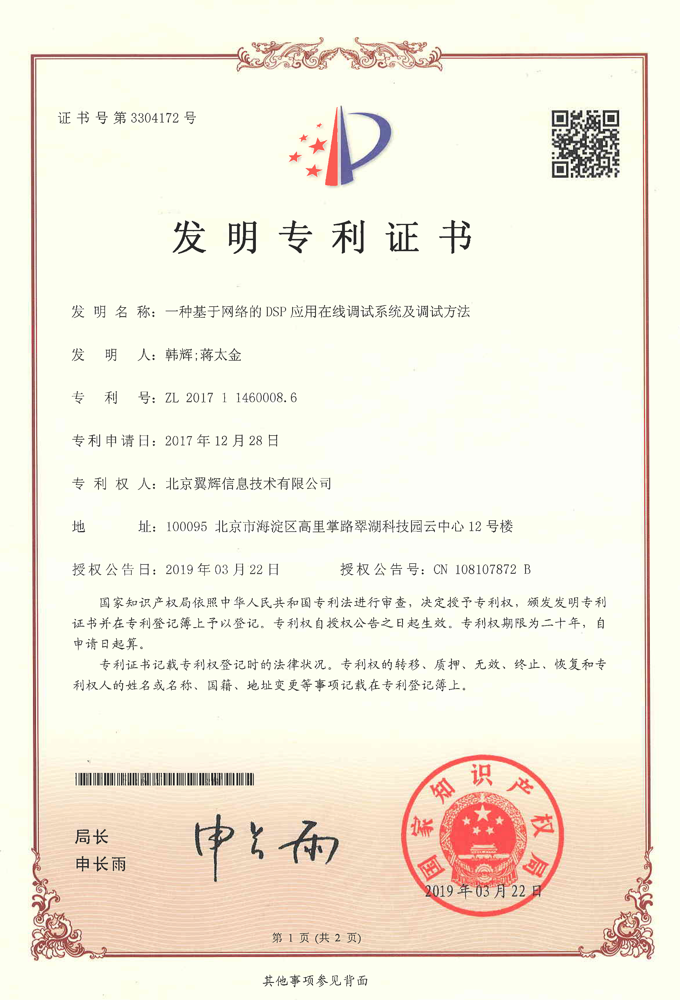 证书号第3304172号
发明专利证书
发明名称：一种基于网络的DSP应用在线调试系统及调试方法
发明人：韩辉;蒋太金
专利号：ZL 2017 1 1460008.6
专利申请日：2017年12月28日
专利权人：北京翼辉信息技术有限公司
地址：100095 北京市海淀区高里掌路翠湖科技园云中心12号楼
授权公告日：2019年03月22日 授权公告号：CN 108107872 B
国家知识产权局依照中华人民共和国专利法进行审查，决定授予专利权，颁发发明专利
证书并在专利登记簿上予以登记。专利权自授权公告之日起生效。专利权期限为二十年，自
申请日起算。
专利证书记载专利权登记时的法律状况。专利权的转移、质押、无效、终止、恢复和专
利权人的姓名或名称、国籍、地址变更等事项记载在专利登记簿上。
局长
申长雨
申长雨
国家知识产权局
2019年03月22日
第 1 页 (共 2 页)
其他事项参见背面